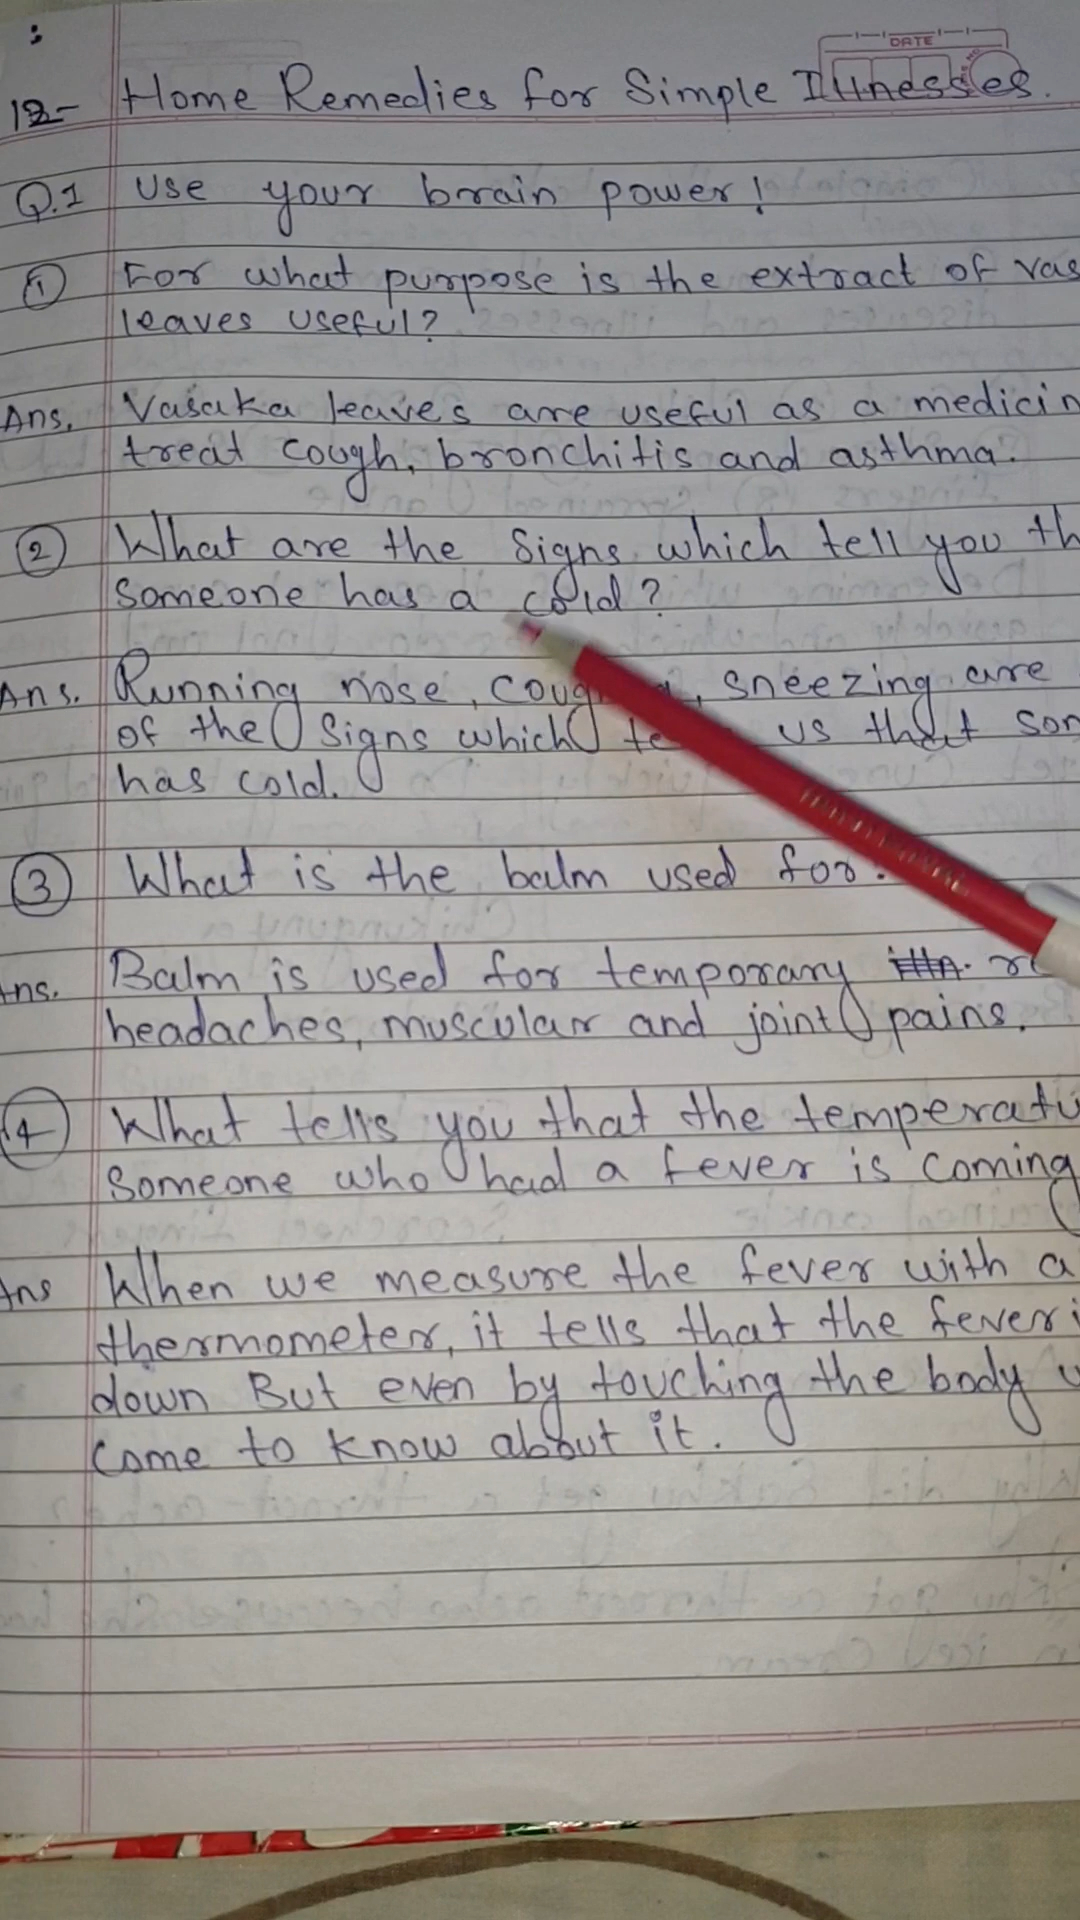 DATE
12- Home Remedies for Simple Illnesses.
Q.1 Use your brain power!
① For what purpose is the extract of vas
leaves useful?
Ans. Vasaka leaves are useful as a medicin
treat cough, bronchitis and asthma.
② What are the signs which tell you th
someone has a cold?
Ans. Running nose, sneezing are
of the signs which us that som
has cold.
③ What is the balm used for
Ans. Balm is used for temporary
headaches, muscular and joint pains.
④ What tells you that the temperatu
someone who had a fever is coming
Ans When we measure the fever with a
thermometer, it tells that the fever i
down But even by touching the body
come to know about it.